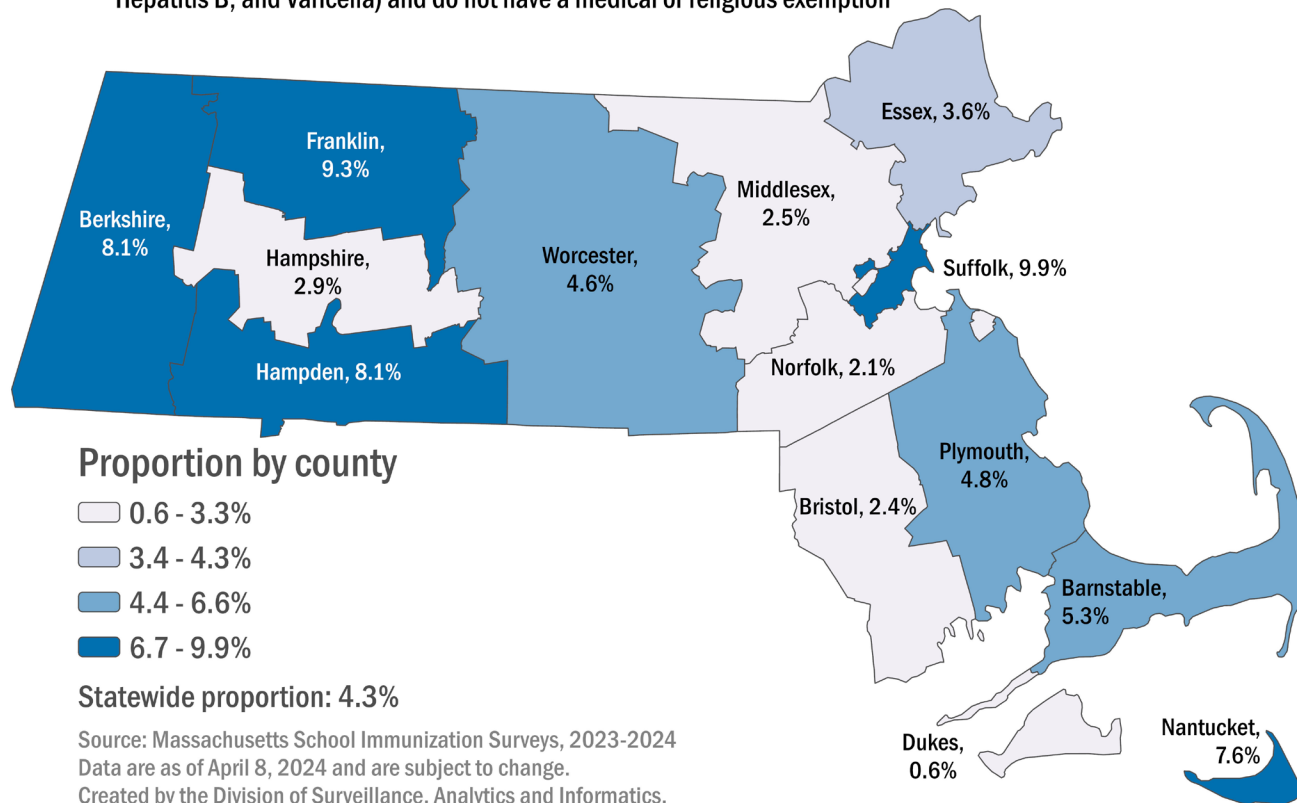 Hepatitis B, and Varicella) and do not have a medical or religious exemption
Essex, 3.6%
Franklin,
9.3%
Middlesex,
2.5%
Berkshire,
8.1%
Hampshire,
2.9%
Worcester,
4.6%
Suffolk, 9.9%
Norfolk, 2.1%
Hampden, 8.1%
Plymouth,
4.8%
Bristol, 2.4%
Barnstable,
5.3%
Dukes,
0.6%
Nantucket,
7.6%
Proportion by county
0.6 - 3.3%
3.4 - 4.3%
4.4 - 6.6%
6.7 - 9.9%
Statewide proportion: 4.3%
Source: Massachusetts School Immunization Surveys, 2023-2024
Data are as of April 8, 2024 and are subject to change.
Created by the Division of Surveillance, Analytics and Informatics.